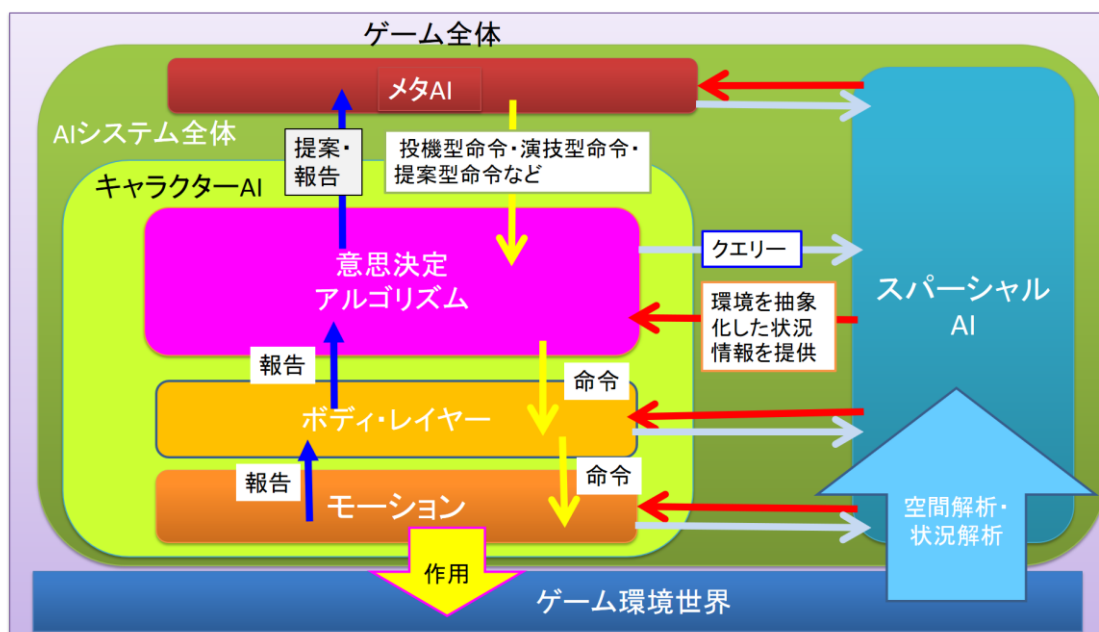 ゲーム全体
メタAI
AIシステム全体
提案・
報告
投機型命令・演技型命令・
提案型命令など
キャラクターAI
意思決定
アルゴリズム
クエリー
環境を抽象
化した状況
情報を提供
スパーシャル
AI
報告
命令
ボディ・レイヤー
報告
命令
モーション
空間解析・
状況解析
作用
ゲーム環境世界